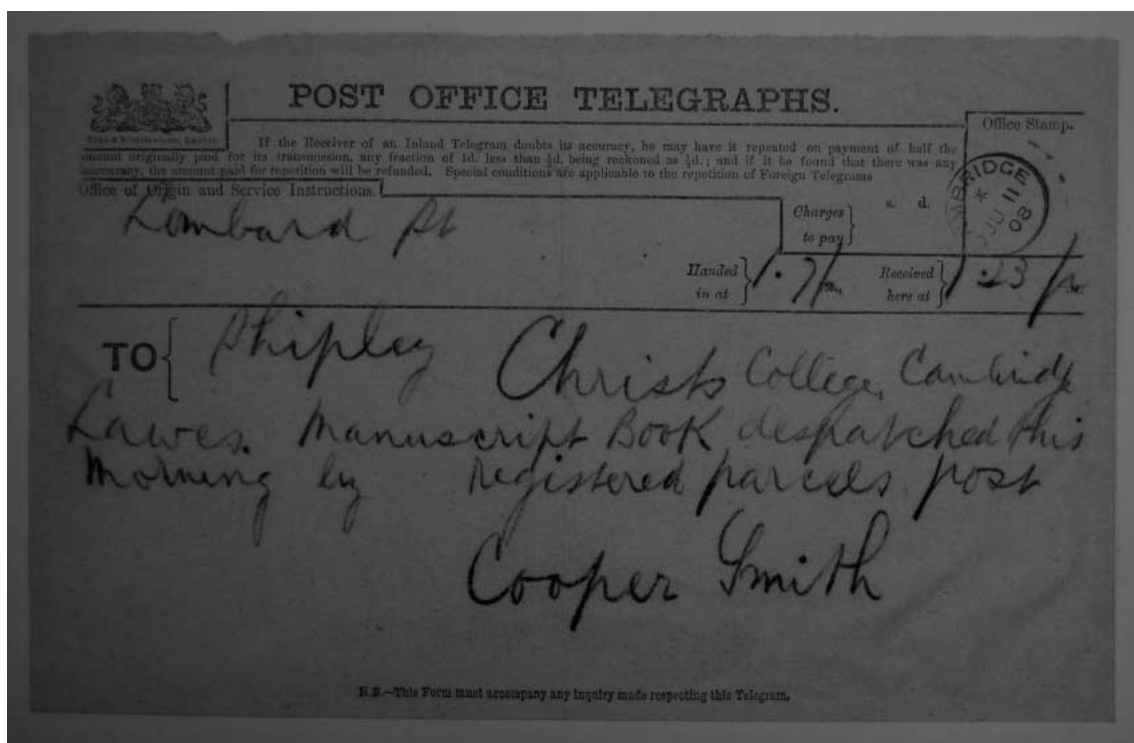 POST OFFICE TELEGRAPHS.
Office Stamp.
If the Receiver of an Inland Telegram doubts its accuracy, he may have it repeated on payment of half the
amount originally paid for its transmission, any fraction of 1d. less than ½d. being reckoned as ½d.; and if it be found that there was any
inaccuracy, the amount paid for repetition will be refunded. Special conditions are applicable to the repetition of Foreign Telegrams
Office of Origin and Service Instructions.
Lombard St
Charges to pay
s. d.
MBRIDGE
JU 11
08
Handed in at 1.7 p.m.
Received here at 1.23 p.m.
TO Shipley Christs College, Cambridge
Lawes. Manuscript Book despatched this
morning by registered parcels post
Cooper Smith
N.B.—This Form must accompany any inquiry made respecting this Telegram.